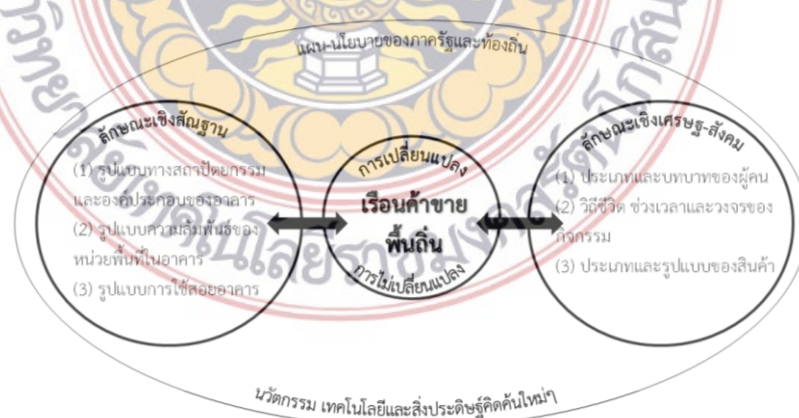 แผน-นโยบายของภาครัฐและท้องถิ่น
ลักษณะเชิงสัณฐาน
(1) รูปแบบทางสถาปัตยกรรม
และองค์ประกอบของอาคาร
(2) รูปแบบความสัมพันธ์ของ
หน่วยพื้นที่ในอาคาร
(3) รูปแบบการใช้สอยอาคาร
การเปลี่ยนแปลง
เรือนค้าขาย
พื้นถิ่น
การไม่เปลี่ยนแปลง
ลักษณะเชิงเศรษฐ-สังคม
(1) ประเภทและบทบาทของผู้คน
(2) วิถีชีวิต ช่วงเวลาและวงจรของ
กิจกรรม
(3) ประเภทและรูปแบบของสินค้า
นวัตกรรม เทคโนโลยีและสิ่งประดิษฐ์คิดค้นใหม่ๆ